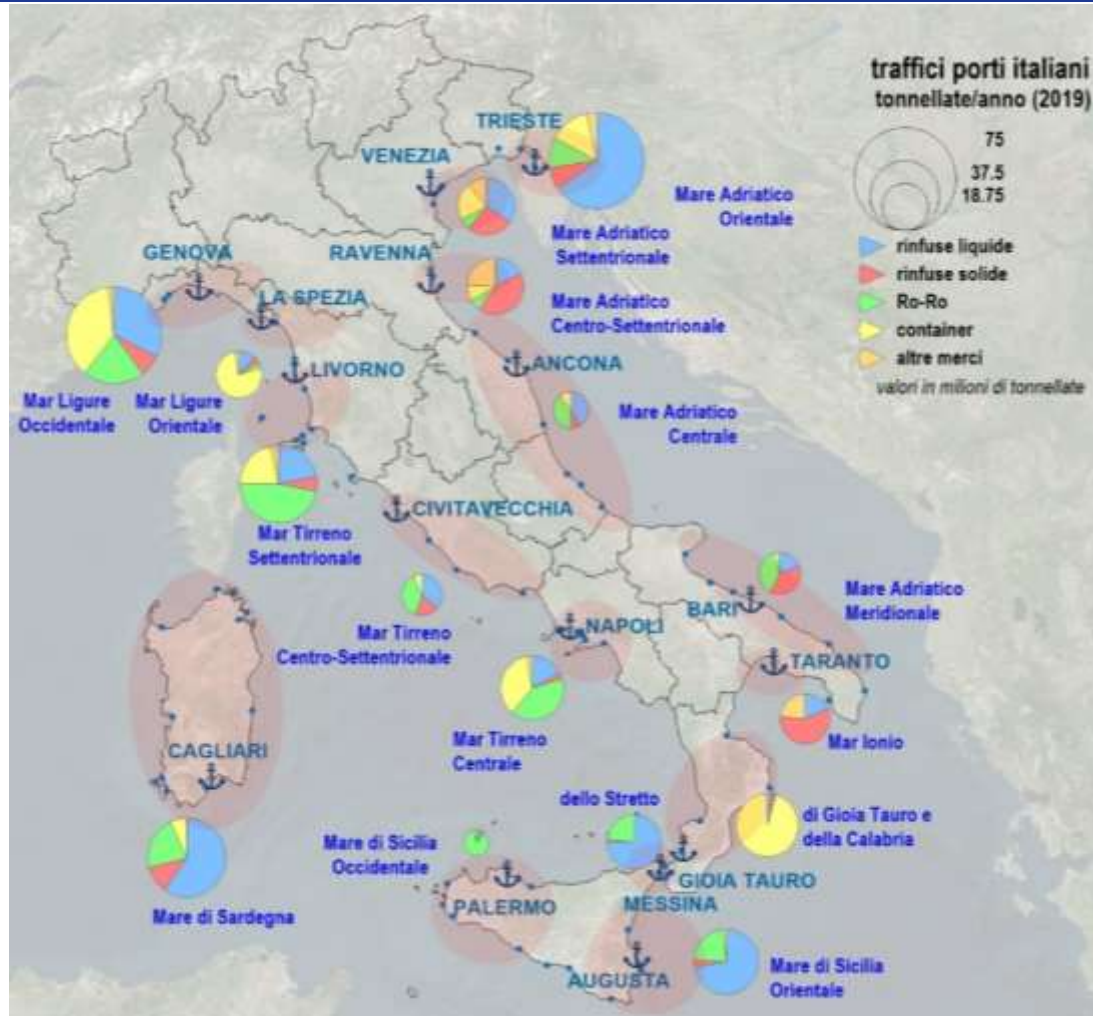 traffici porti italiani
tonnellate/anno (2019)
75
37.5
18.75
rinfuse liquide
rinfuse solide
Ro-Ro
container
altre merci
valori in milioni di tonnellate
TRIESTE
VENEZIA
Mare Adriatico
Orientale
Mare Adriatico
Settentrionale
GENOVA
RAVENNA
LA SPEZIA
Mare Adriatico
Centro-Settentrionale
LIVORNO
ANCONA
Mar Ligure
Occidentale
Mar Ligure
Orientale
Mare Adriatico
Centrale
CIVITAVECCHIA
Mar Tirreno
Settentrionale
Mar Tirreno
Centro-Settentrionale
BARI
Mare Adriatico
Meridionale
NAPOLI
TARANTO
Mar Tirreno
Centrale
Mar Ionio
CAGLIARI
dello Stretto
di Gioia Tauro e
della Calabria
Mare di Sicilia
Occidentale
GIOIA TAURO
MESSINA
PALERMO
Mare di Sardegna
AUGUSTA
Mare di Sicilia
Orientale